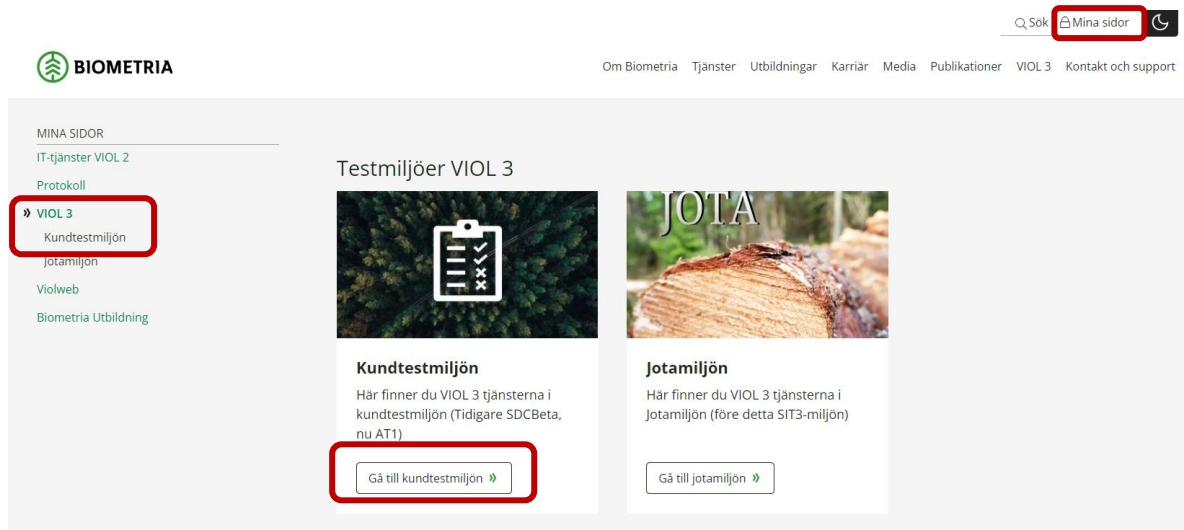 Sök Mina sidor
BIOMETRIA
Om Biometria Tjänster Utbildningar Karriär Media Publikationer VIOL 3 Kontakt och support
MINA SIDOR
IT-tjänster VIOL 2
Protokoll
» VIOL 3
Kundtestmiljön
Jotamiljön
Violweb
Biometria Utbildning
Testmiljöer VIOL 3
Kundtestmiljön
Här finner du VIOL 3 tjänsterna i
kundtestmiljön (Tidigare SDCBeta,
nu AT1)
Gå till kundtestmiljön »
JOTA
Jotamiljön
Här finner du VIOL 3 tjänsterna i
Jotamiljön (före detta SIT3-miljön)
Gå till jotamiljön »